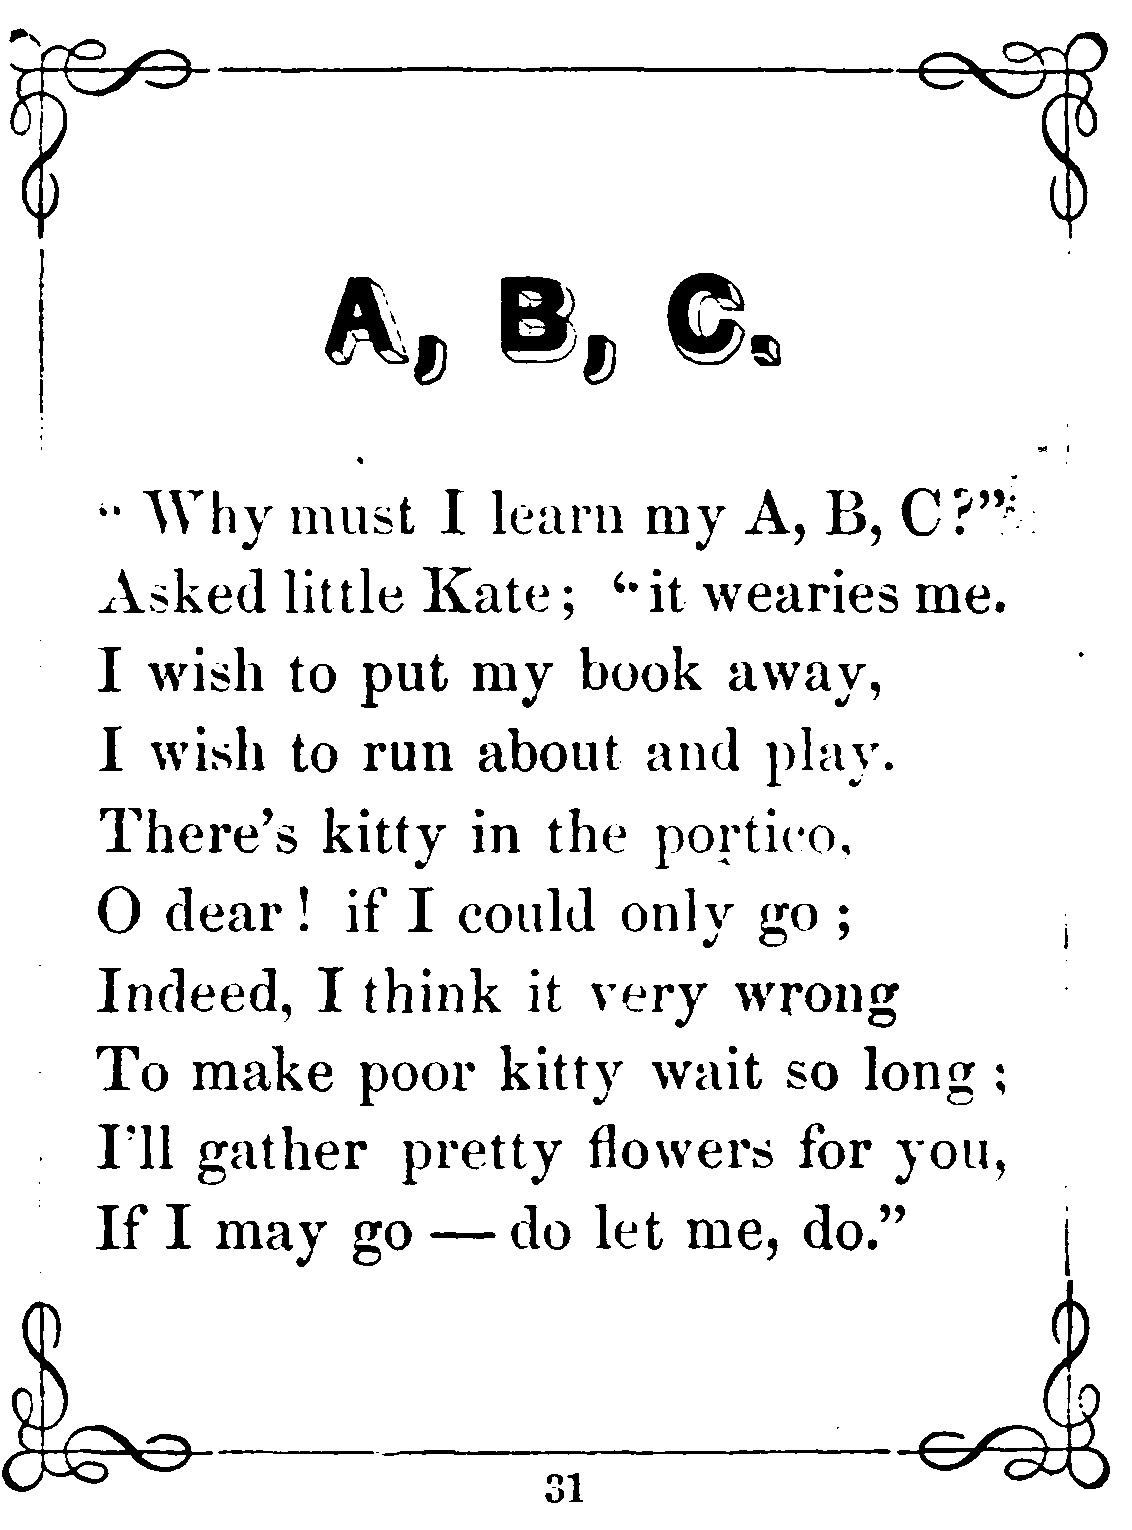 A, B, C.
“Why must I learn my A, B, C?”
Asked little Kate; “it wearies me.
I wish to put my book away,
I wish to run about and play.
There's kitty in the portico,
O dear! if I could only go;
Indeed, I think it very wrong
To make poor kitty wait so long;
I'll gather pretty flowers for you,
If I may go — do let me, do.”
31